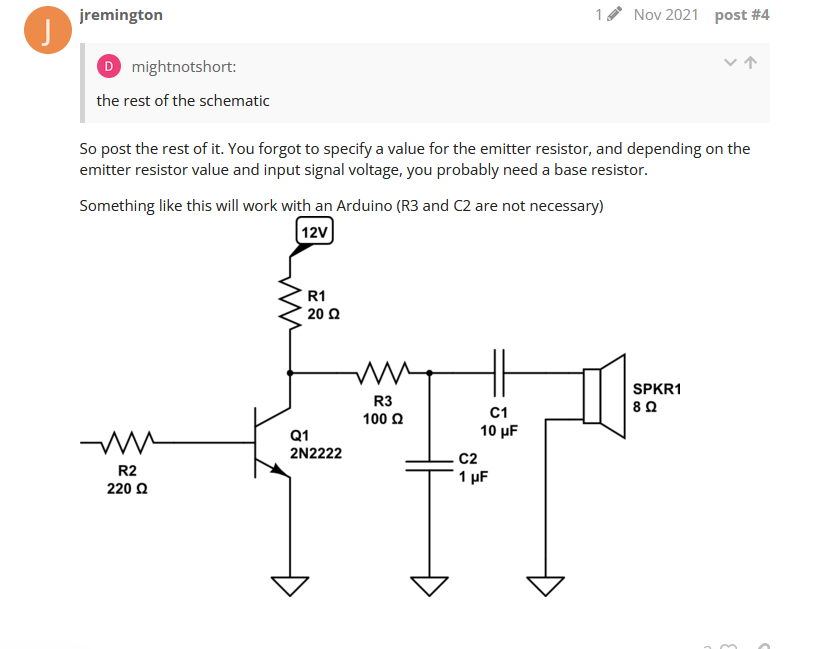 J
jremington
1 Nov 2021 post #4
D mightnotshort:
the rest of the schematic
So post the rest of it. You forgot to specify a value for the emitter resistor, and depending on the
emitter resistor value and input signal voltage, you probably need a base resistor.
Something like this will work with an Arduino (R3 and C2 are not necessary)
12V
R1
20 Ω
R3
100 Ω
C1
10 µF
SPKR1
8 Ω
Q1
2N2222
R2
220 Ω
C2
1 µF